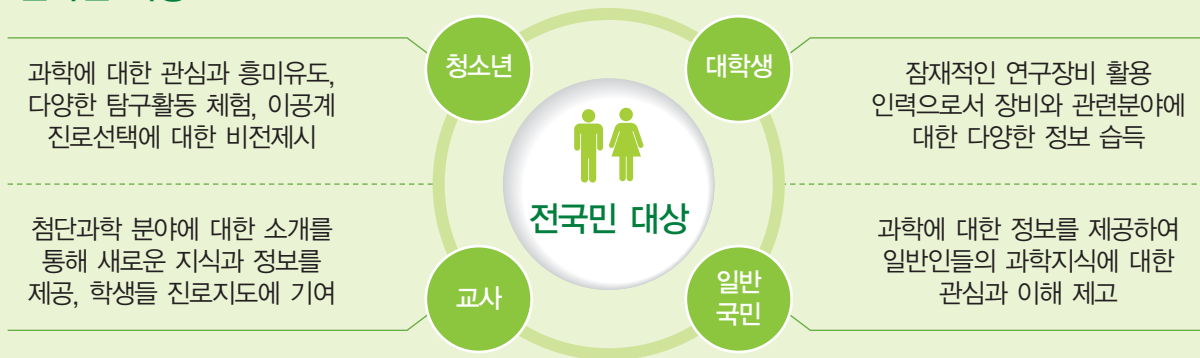 청소년
과학에 대한 관심과 흥미유도,
다양한 탐구활동 체험, 이공계
진로선택에 대한 비전제시
대학생
잠재적인 연구장비 활용
인력으로서 장비와 관련분야에
대한 다양한 정보 습득
전국민 대상
첨단과학 분야에 대한 소개를
통해 새로운 지식과 정보를
제공, 학생들 진로지도에 기여
교사
일반
국민
과학에 대한 정보를 제공하여
일반인들의 과학지식에 대한
관심과 이해 제고